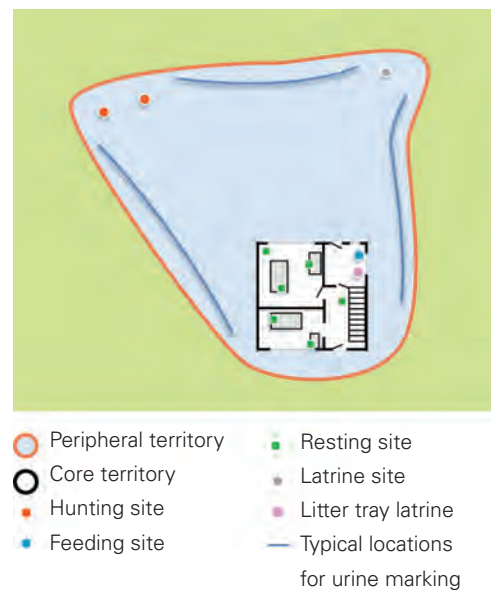 Peripheral territory
Core territory
Hunting site
Feeding site
Resting site
Latrine site
Litter tray latrine
Typical locations
for urine marking